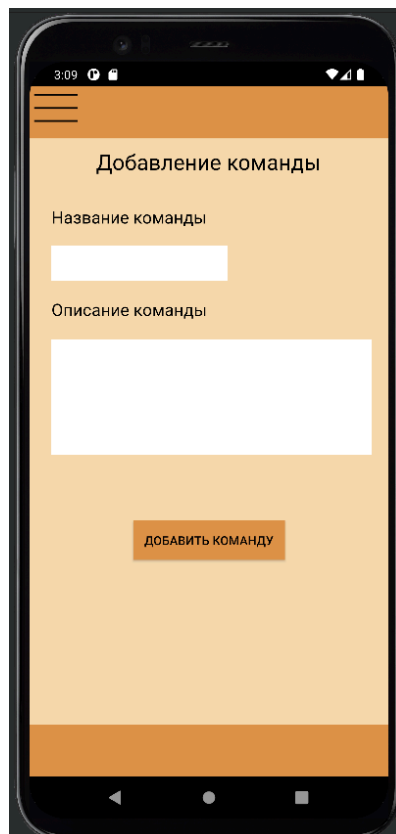 3:09
Добавление команды
Название команды
Описание команды
ДОБАВИТЬ КОМАНДУ